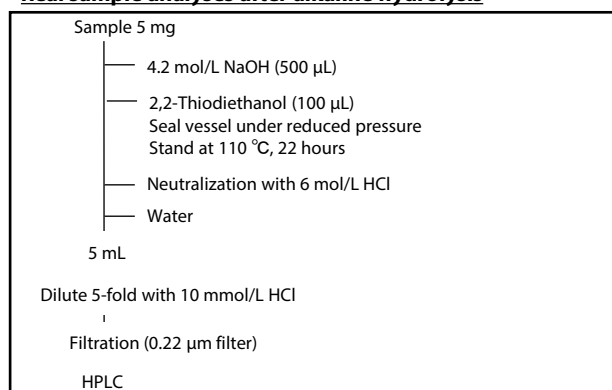 Real sample analyses after alkaline hydrolysis
Sample 5 mg
4.2 mol/L NaOH (500 µL)
2,2-Thiodiethanol (100 µL)
Seal vessel under reduced pressure
Stand at 110 ℃, 22 hours
Neutralization with 6 mol/L HCl
Water
5 mL
Dilute 5-fold with 10 mmol/L HCl
Filtration (0.22 µm filter)
HPLC